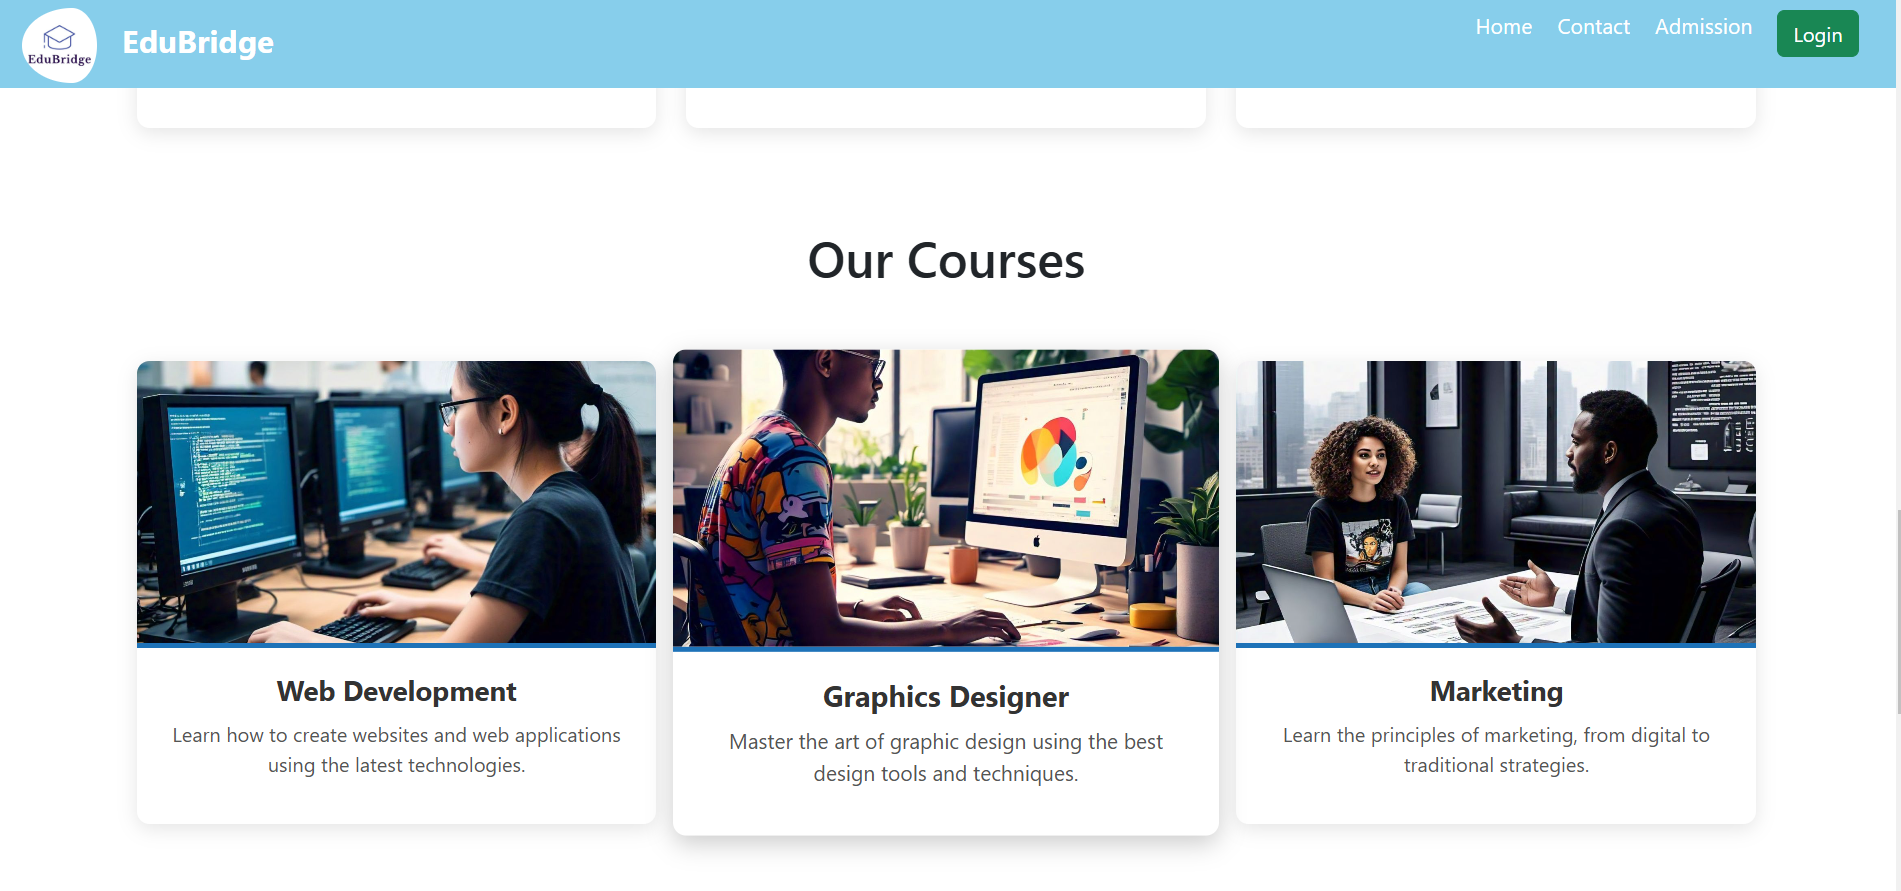 EduBridge
EduBridge
Home Contact Admission Login
Our Courses
Web Development
Learn how to create websites and web applications
using the latest technologies.
Graphics Designer
Master the art of graphic design using the best
design tools and techniques.
Marketing
Learn the principles of marketing, from digital to
traditional strategies.